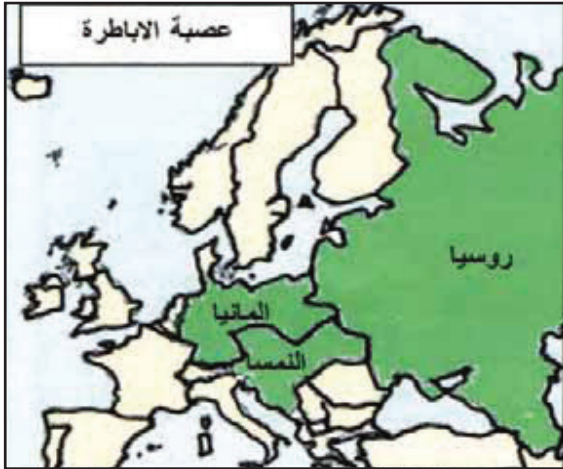 عصبة الاباطرة
روسيا
المانيا
النمسا